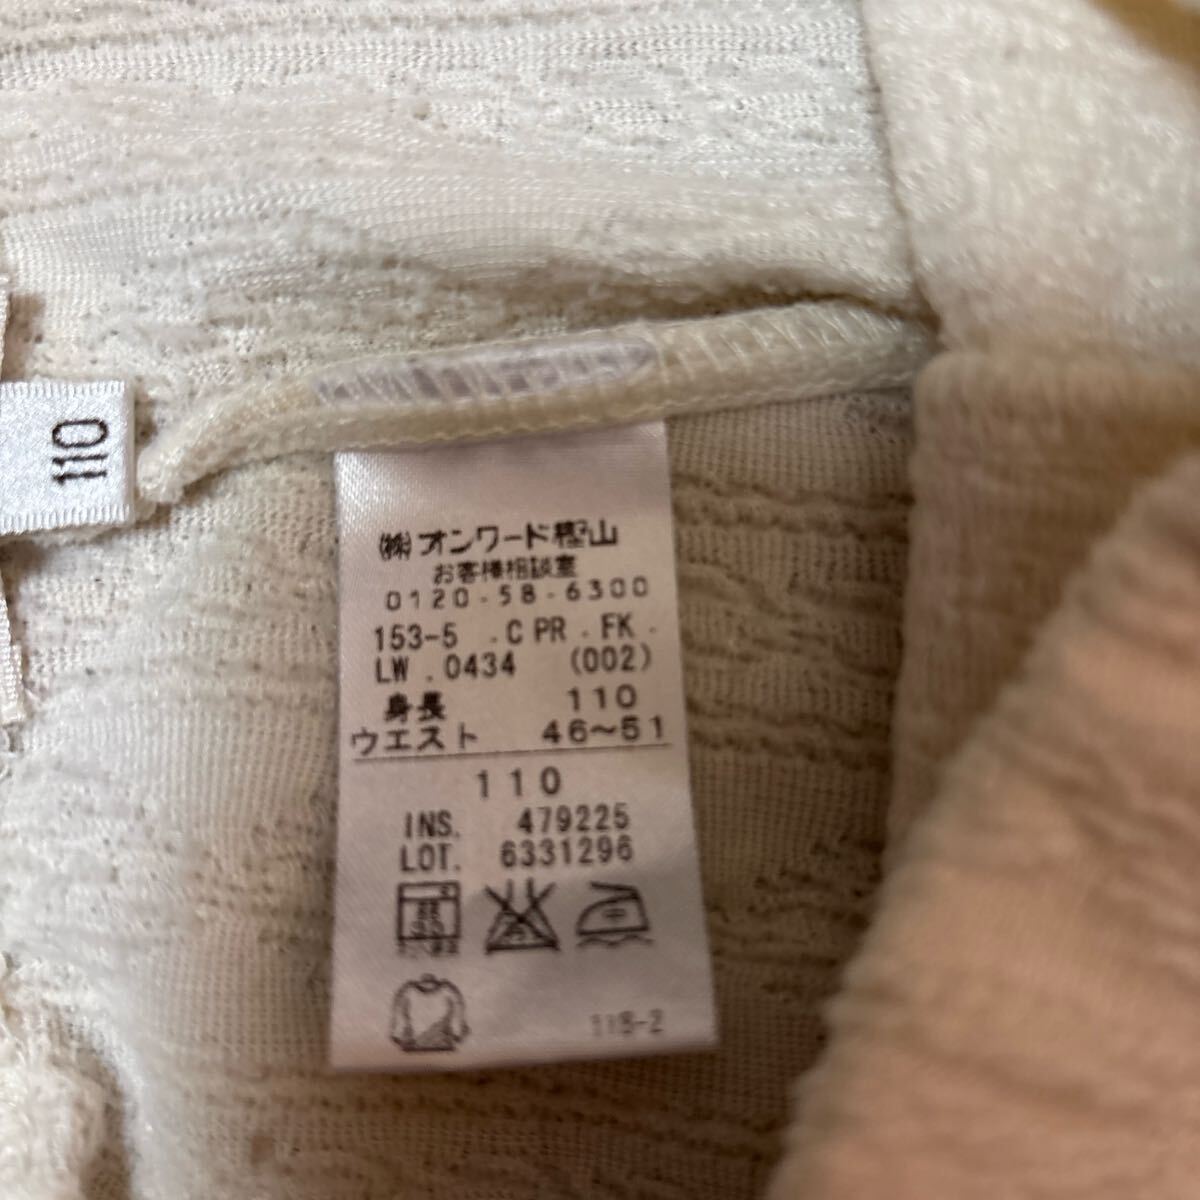 110
㈱オンワード樫山
お客様相談室
0120-58-6300
153-5 .CPR.FK.
LW.0434 (002)
身長 110
ウエスト 46〜51
110
INS. 479225
LOT. 6331296
115-2